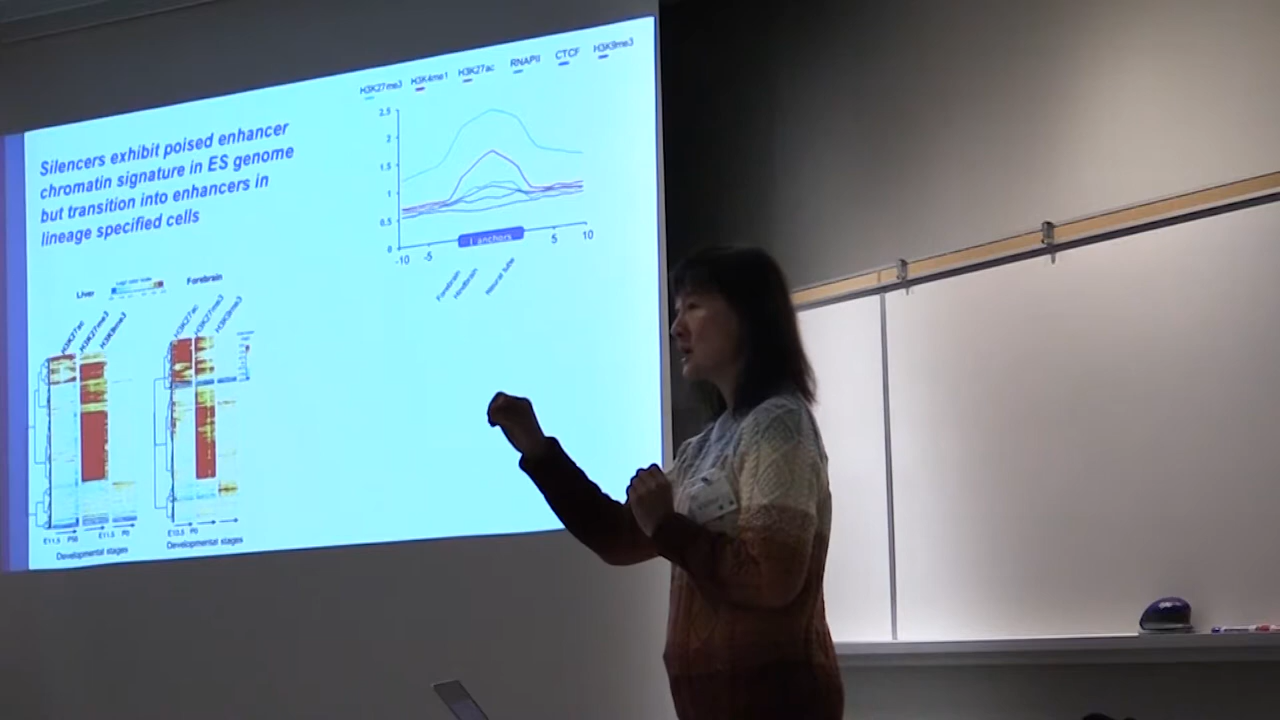 Silencers exhibit poised enhancer
chromatin signature in ES genome
but transition into enhancers in
lineage specified cells
H3K27me3 H3K4me1 H3K27ac RNAPII CTCF H3K9me3
2.5
2
1.5
1
0.5
0
-10 -5 anchors 5 10
Forebrain
Hindbrain
Neural tube
Liver
Forebrain
H3K27ac H3K27me3 H3K9me3
H3K27ac H3K27me3 H3K9me3
E11.5 P0
E10.5 P0
Developmental stages
Developmental stages